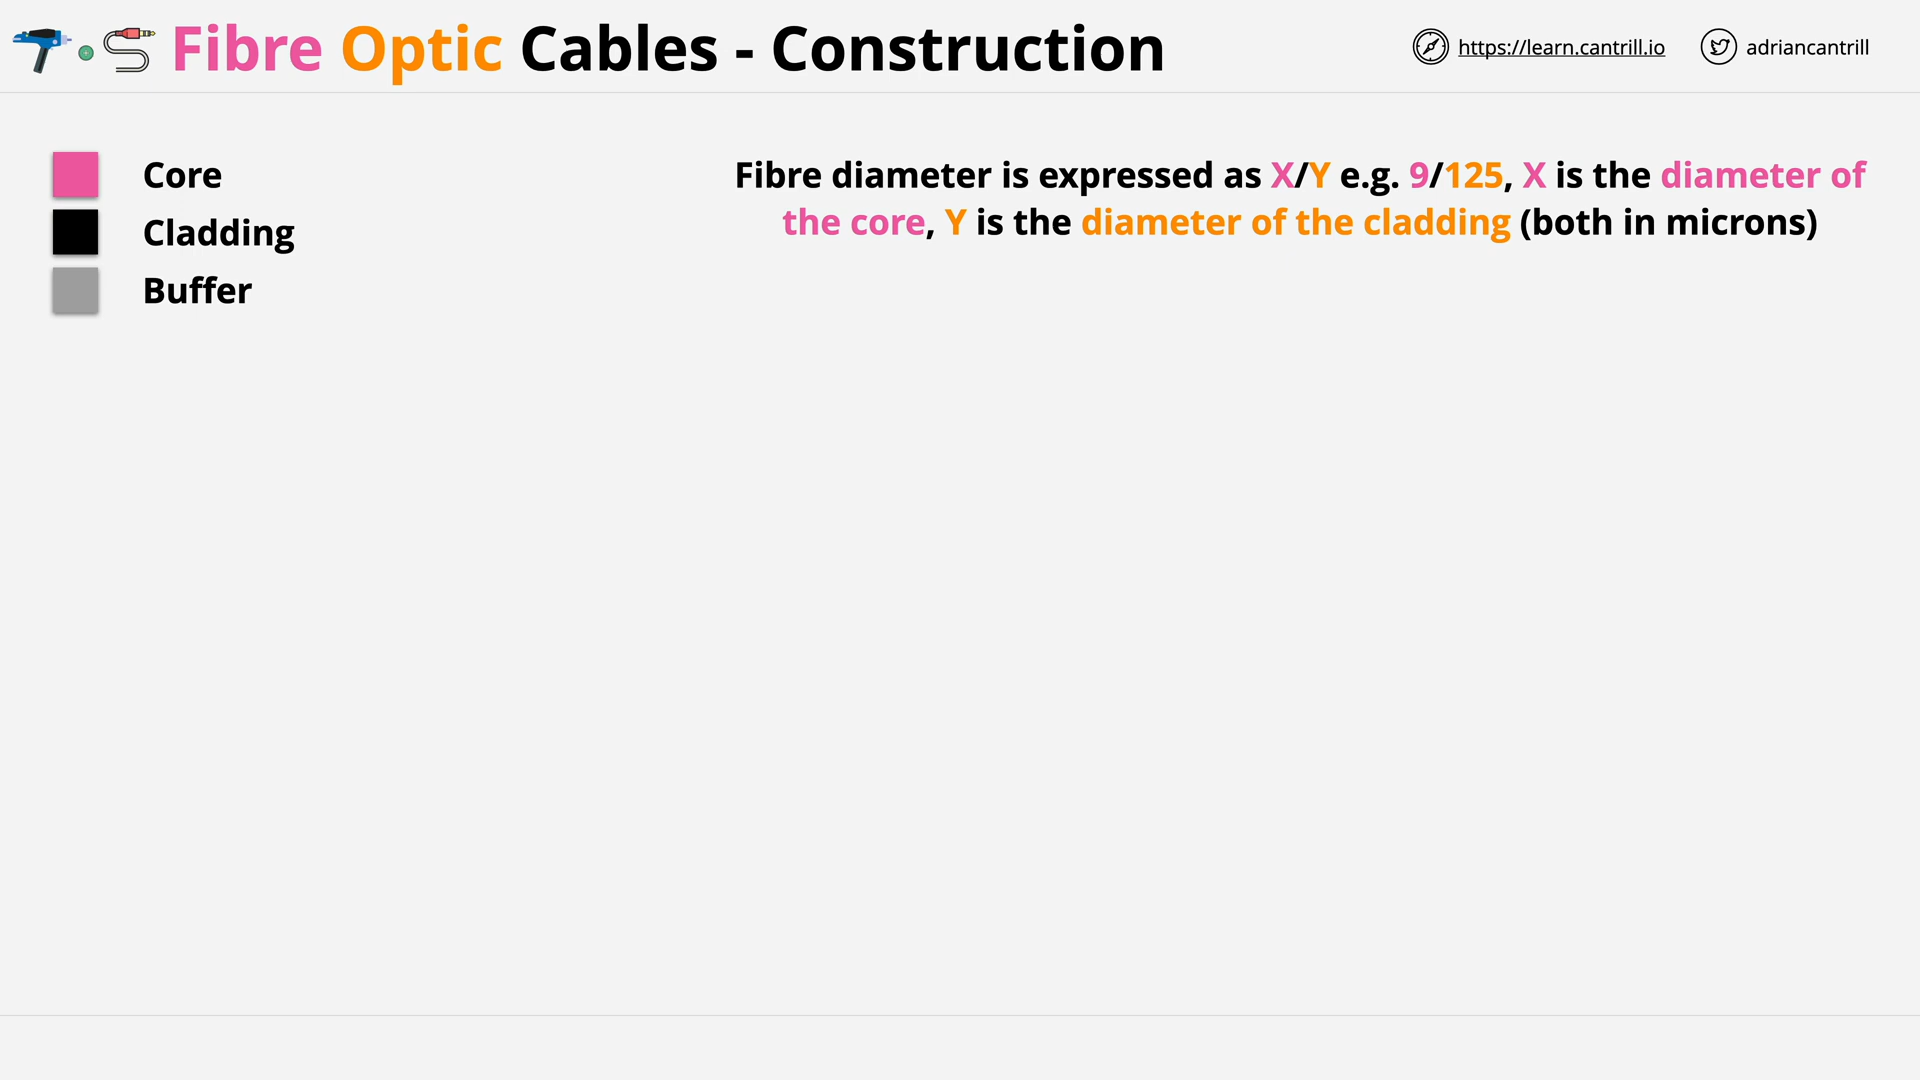 Fibre Optic Cables - Construction
https://learn.cantrill.io
adriancantrill
Core
Cladding
Buffer
Fibre diameter is expressed as X/Y e.g. 9/125, X is the diameter of
the core, Y is the diameter of the cladding (both in microns)